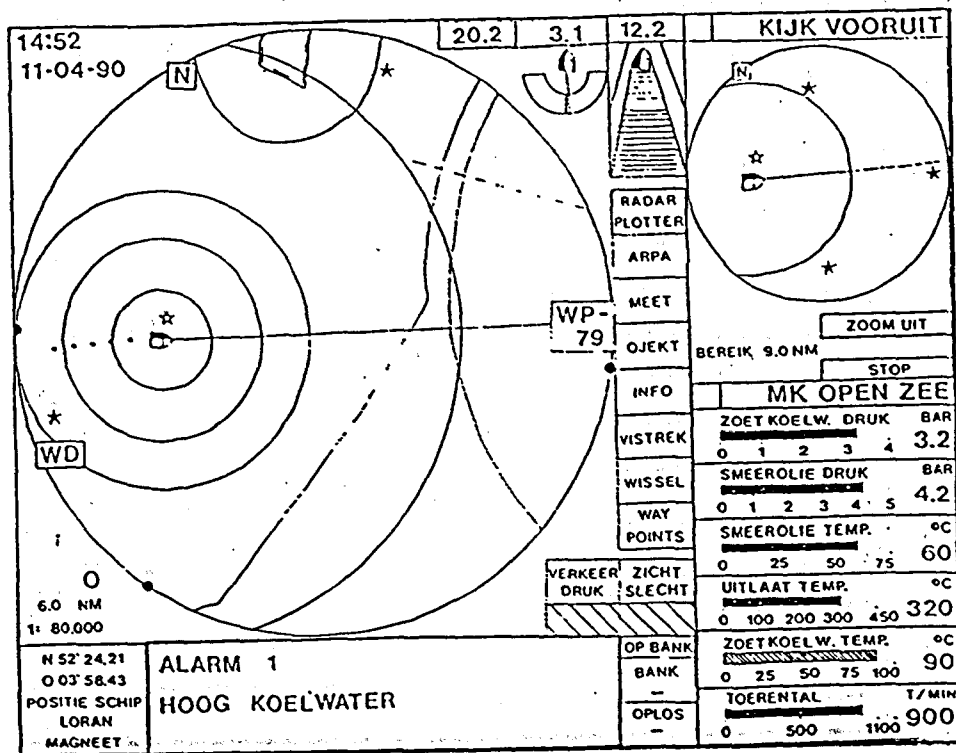 14:52
11-04-90
20.2
3.1
12.2
KIJK VOORUIT
N
N
WP-
79
WD
O
6.0 NM
1: 80,000
RADAR
PLOTTER
ARPA
MEET
OJEKT
INFO
VISTREK
WISSEL
WAY
POINTS
VERKEER
DRUK
ZICHT
SLECHT
ZOOM UIT
BEREIK 9.0 NM
STOP
MK OPEN ZEE
ZOETKOELW. DRUK BAR
0 1 2 3 4 3.2
SMEEROLIE DRUK BAR
0 1 2 3 4 5 4.2
SMEEROLIE TEMP. °C
0 25 50 75 60
UITLAAT TEMP. °C
0 100 200 300 450 320
ZOETKOELW. TEMP. °C
0 25 50 75 100 90
TOERENTAL T/MIN
0 500 1100 900
N 52° 24,21
O 03° 58.43
POSITIE SCHIP
LORAN
MAGNEET
ALARM 1
HOOG KOELWATER
OP BANK
BANK
–
OPLOS
–